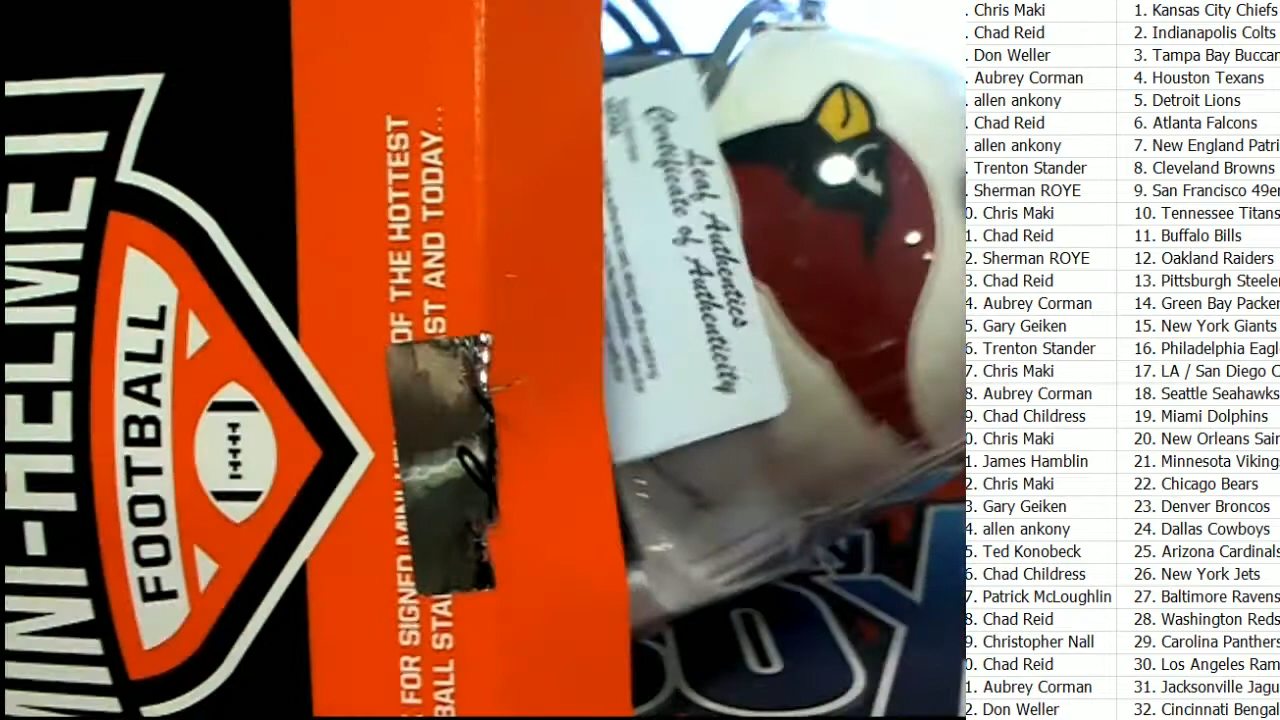 MINI-HELMET
FOOTBALL
OF THE HOTTEST
ST AND TODAY...
FOR SIGNED MINI
BALL STA
Leaf Authentics
Certificate of Authenticity
. Chris Maki 1. Kansas City Chiefs
. Chad Reid 2. Indianapolis Colts
. Don Weller 3. Tampa Bay Buccar
. Aubrey Corman 4. Houston Texans
. allen ankony 5. Detroit Lions
. Chad Reid 6. Atlanta Falcons
. allen ankony 7. New England Patri
. Trenton Stander 8. Cleveland Browns
. Sherman ROYE 9. San Francisco 49er
0. Chris Maki 10. Tennessee Titans
1. Chad Reid 11. Buffalo Bills
2. Sherman ROYE 12. Oakland Raiders
3. Chad Reid 13. Pittsburgh Steeler
4. Aubrey Corman 14. Green Bay Packer
5. Gary Geiken 15. New York Giants
6. Trenton Stander 16. Philadelphia Eagl
7. Chris Maki 17. LA / San Diego C
8. Aubrey Corman 18. Seattle Seahawks
9. Chad Childress 19. Miami Dolphins
0. Chris Maki 20. New Orleans Sain
1. James Hamblin 21. Minnesota Viking
2. Chris Maki 22. Chicago Bears
3. Gary Geiken 23. Denver Broncos
4. allen ankony 24. Dallas Cowboys
5. Ted Konobeck 25. Arizona Cardinals
6. Chad Childress 26. New York Jets
7. Patrick McLoughlin 27. Baltimore Ravens
8. Chad Reid 28. Washington Reds
9. Christopher Nall 29. Carolina Panthers
0. Chad Reid 30. Los Angeles Ram
1. Aubrey Corman 31. Jacksonville Jagu
2. Don Weller 32. Cincinnati Bengal